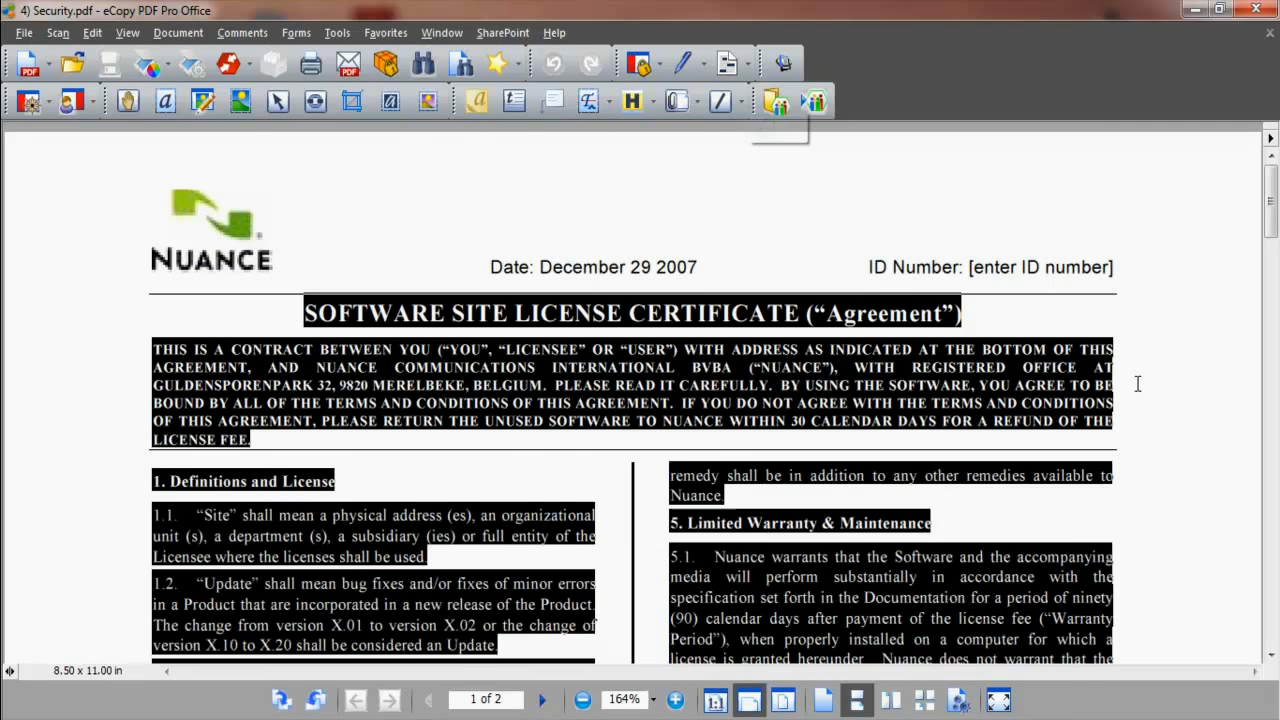 4) Security.pdf - eCopy PDF Pro Office
File Scan Edit View Document Comments Forms Tools Favorites Window SharePoint Help
NUANCE
Date: December 29 2007 ID Number: [enter ID number]
SOFTWARE SITE LICENSE CERTIFICATE (“Agreement”)
THIS IS A CONTRACT BETWEEN YOU (“YOU”, “LICENSEE” OR “USER”) WITH ADDRESS AS INDICATED AT THE BOTTOM OF THIS
AGREEMENT, AND NUANCE COMMUNICATIONS INTERNATIONAL BVBA (“NUANCE”), WITH REGISTERED OFFICE AT
GULDENSPORENPARK 32, 9820 MERELBEKE, BELGIUM. PLEASE READ IT CAREFULLY. BY USING THE SOFTWARE, YOU AGREE TO BE
BOUND BY ALL OF THE TERMS AND CONDITIONS OF THIS AGREEMENT. IF YOU DO NOT AGREE WITH THE TERMS AND CONDITIONS
OF THIS AGREEMENT, PLEASE RETURN THE UNUSED SOFTWARE TO NUANCE WITHIN 30 CALENDAR DAYS FOR A REFUND OF THE
LICENSE FEE.
1. Definitions and License
1.1. “Site” shall mean a physical address (es), an organizational
unit (s), a department (s), a subsidiary (ies) or full entity of the
Licensee where the licenses shall be used.
1.2. “Update” shall mean bug fixes and/or fixes of minor errors
in a Product that are incorporated in a new release of the Product.
The change from version X.01 to version X.02 or the change of
version X.10 to X.20 shall be considered an Update.
remedy shall be in addition to any other remedies available to
Nuance.
5. Limited Warranty & Maintenance
5.1. Nuance warrants that the Software and the accompanying
media will perform substantially in accordance with the
specification set forth in the Documentation for a period of ninety
(90) calendar days after payment of the license fee (“Warranty
Period”), when properly installed on a computer for which a
license is granted hereunder. Nuance does not warrant that the
8.50 x 11.00 in
1 of 2
164%
1:1